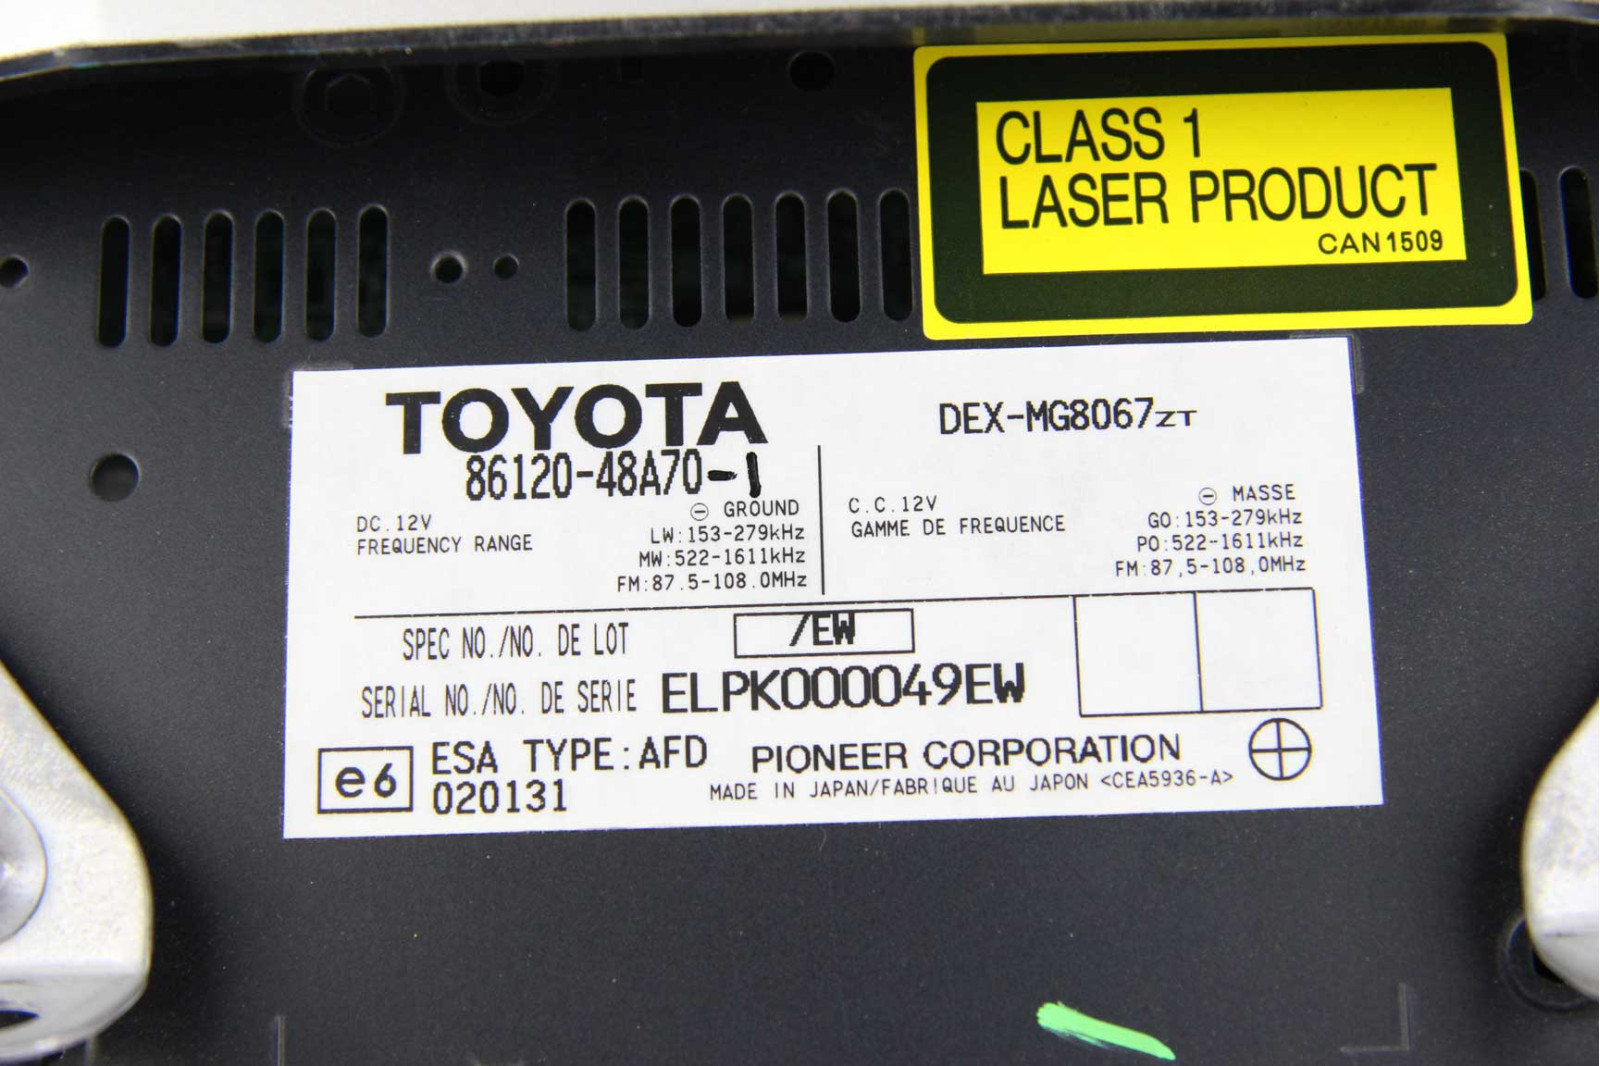 CLASS 1
LASER PRODUCT
CAN1509
TOYOTA
86120-48A70-1
DEX-MG8067ZT
DC.12V
⊖ GROUND
FREQUENCY RANGE
LW:153-279kHz
MW:522-1611kHz
FM:87.5-108.0MHz
C.C.12V
⊖ MASSE
GAMME DE FREQUENCE
GO:153-279kHz
PO:522-1611kHz
FM:87,5-108,0MHz
SPEC NO./NO. DE LOT /EW
SERIAL NO./NO. DE SERIE ELPK000049EW
e6
ESA TYPE:AFD
020131
PIONEER CORPORATION
MADE IN JAPAN/FABRIQUE AU JAPON <CEA5936-A>